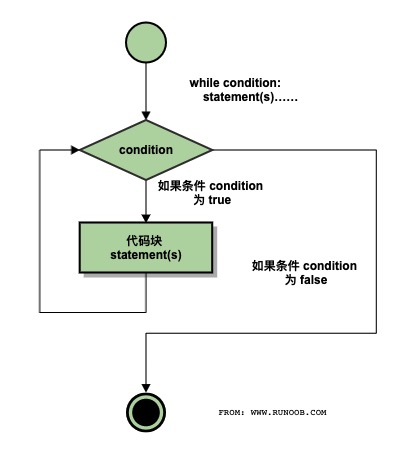 while condition:
statement(s)……
condition
如果条件 condition
为 true
代码块
statement(s)
如果条件 condition
为 false
FROM: WWW.RUNOOB.COM